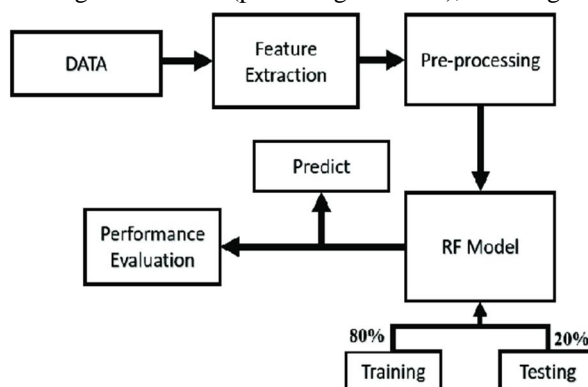 DATA
Feature
Extraction
Pre-processing
Predict
Performance
Evaluation
RF Model
80%
20%
Training
Testing